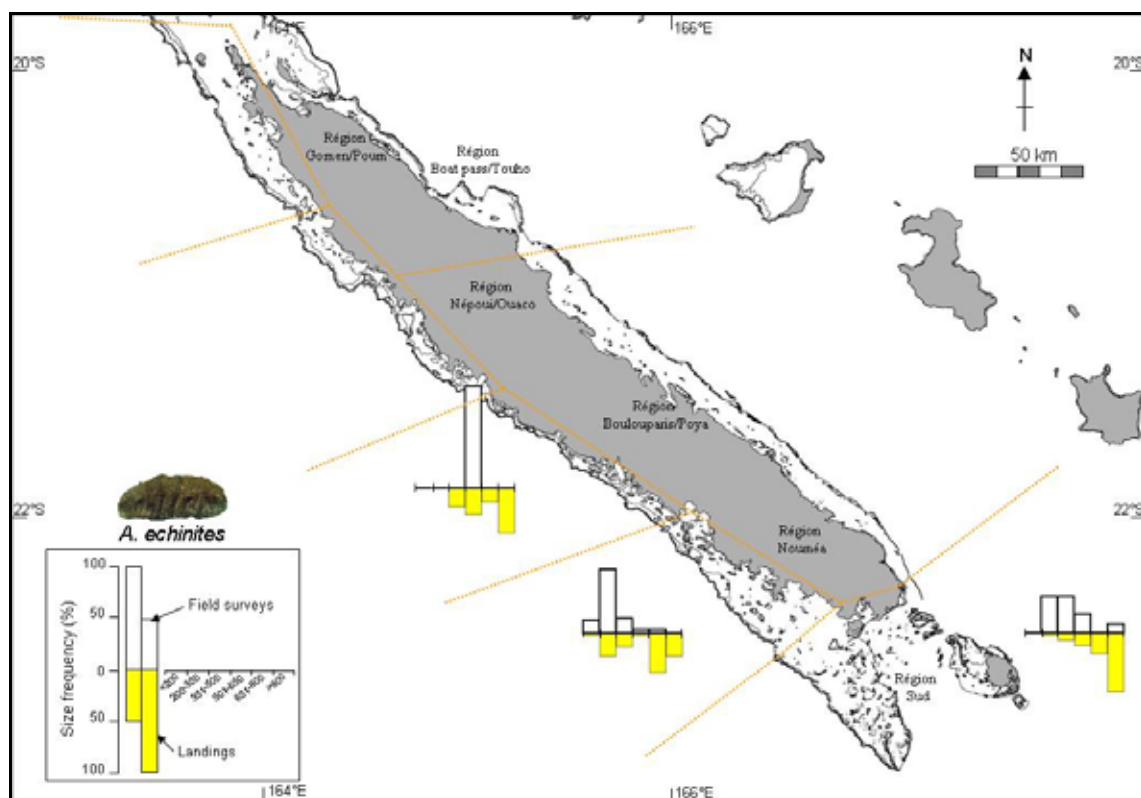 164°E
166°E
20°S
20°S
N
50 km
Région
Gomen/Poum
Région
Boat pass/Touho
Région
Népoui/Ouaco
Région
Boulouparis/Poya
22°S
22°S
Région
Nouméa
Région
Sud
A. echinites
Size frequency (%)
100
50
0
50
100
Field surveys
Landings
164°E
166°E